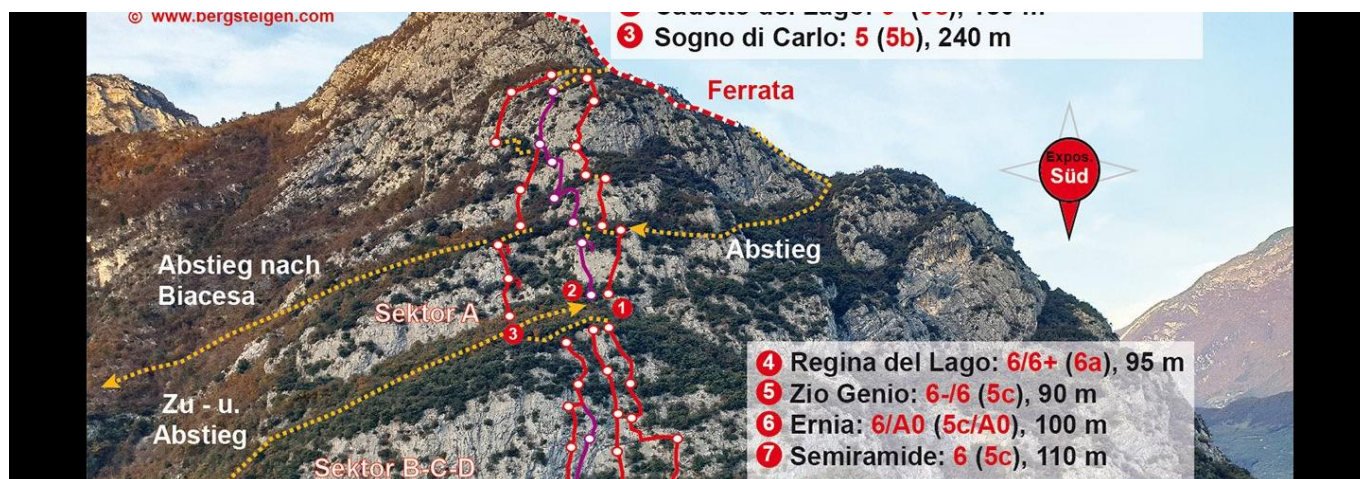 © www.bergsteigen.com
3 Sogno di Carlo: 5 (5b), 240 m
Ferrata
Expos.
Süd
Abstieg
Abstieg nach
Biacesa
2
1
Sektor A
3
Zu - u.
Abstieg
4 Regina del Lago: 6/6+ (6a), 95 m
5 Zio Genio: 6-/6 (5c), 90 m
6 Ernia: 6/A0 (5c/A0), 100 m
7 Semiramide: 6 (5c), 110 m
Sektor B-C-D